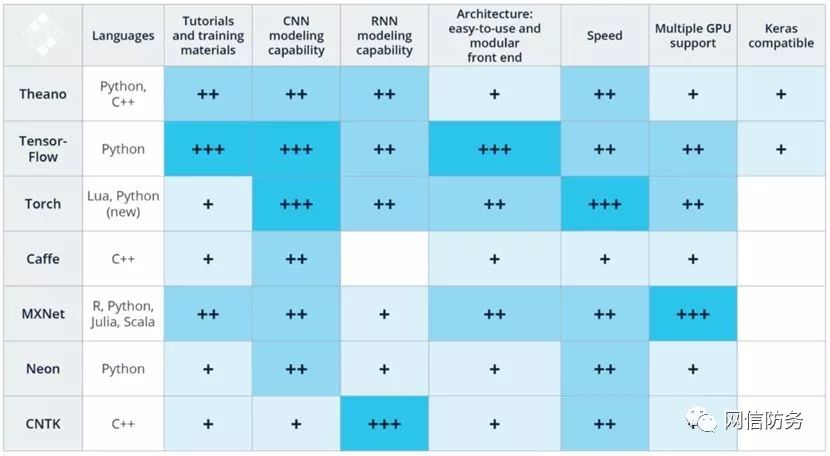 Languages
Tutorials
and training
materials
CNN
modeling
capability
RNN
modeling
capability
Architecture:
easy-to-use and
modular
front end
Speed
Multiple GPU
support
Keras
compatible
Theano
Python,
C++
++
++
++
+
++
+
+
Tensor-
Flow
Python
+++
+++
++
+++
++
++
+
Torch
Lua, Python
(new)
+
+++
++
++
+++
++
Caffe
C++
+
++
+
+
+
MXNet
R, Python,
Julia, Scala
++
++
+
++
++
+++
Neon
Python
+
++
+
+
++
+
CNTK
C++
+
+
+++
+
++
+
网信防务